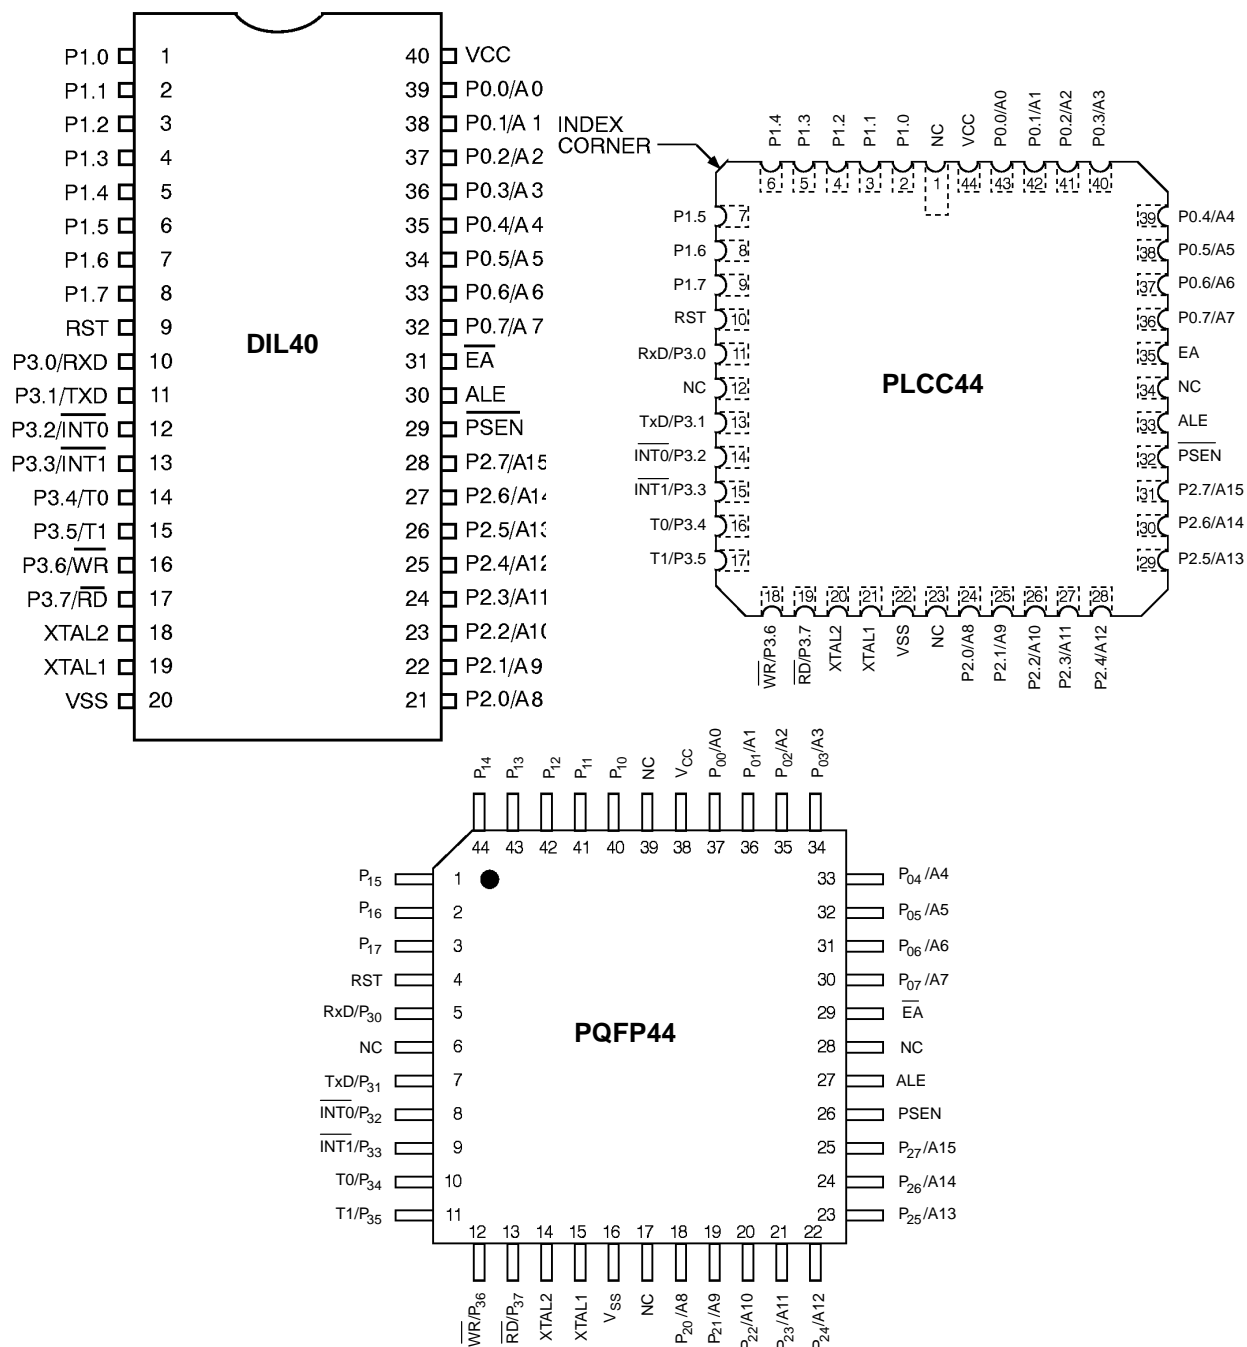 P1.0 1 40 VCC
P1.1 2 39 P0.0/A0
P1.2 3 38 P0.1/A 1
P1.3 4 37 P0.2/A 2
P1.4 5 36 P0.3/A 3
P1.5 6 35 P0.4/A 4
P1.6 7 34 P0.5/A 5
P1.7 8 33 P0.6/A 6
RST 9 32 P0.7/A 7
DIL40
P3.0/RXD 10 31 EA
P3.1/TXD 11 30 ALE
P3.2/INT0 12 29 PSEN
P3.3/INT1 13 28 P2.7/A15
P3.4/T0 14 27 P2.6/A14
P3.5/T1 15 26 P2.5/A13
P3.6/WR 16 25 P2.4/A12
P3.7/RD 17 24 P2.3/A11
XTAL2 18 23 P2.2/A10
XTAL1 19 22 P2.1/A9
VSS 20 21 P2.0/A8
INDEX
CORNER
P1.4 P1.3 P1.2 P1.1 P1.0 NC VCC P0.0/A0 P0.1/A1 P0.2/A2 P0.3/A3
6 5 4 3 2 1 44 43 42 41 40
P1.5 7 39 P0.4/A4
P1.6 8 38 P0.5/A5
P1.7 9 37 P0.6/A6
RST 10 36 P0.7/A7
RxD/P3.0 11 35 EA
PLCC44
NC 12 34 NC
TxD/P3.1 13 33 ALE
INT0/P3.2 14 32 PSEN
INT1/P3.3 15 31 P2.7/A15
T0/P3.4 16 30 P2.6/A14
T1/P3.5 17 29 P2.5/A13
18 19 20 21 22 23 24 25 26 27 28
WR/P3.6 RD/P3.7 XTAL2 XTAL1 VSS NC P2.0/A8 P2.1/A9 P2.2/A10 P2.3/A11 P2.4/A12
P14 P13 P12 P11 P10 NC VCC P00/A0 P01/A1 P02/A2 P03/A3
44 43 42 41 40 39 38 37 36 35 34
P15 1 33 P04/A4
P16 2 32 P05/A5
P17 3 31 P06/A6
RST 4 30 P07/A7
RxD/P30 5 29 EA
PQFP44
NC 6 28 NC
TxD/P31 7 27 ALE
INT0/P32 8 26 PSEN
INT1/P33 9 25 P27/A15
T0/P34 10 24 P26/A14
T1/P35 11 23 P25/A13
12 13 14 15 16 17 18 19 20 21 22
WR/P36 RD/P37 XTAL2 XTAL1 VSS NC P20/A8 P21/A9 P22/A10 P23/A11 P24/A12